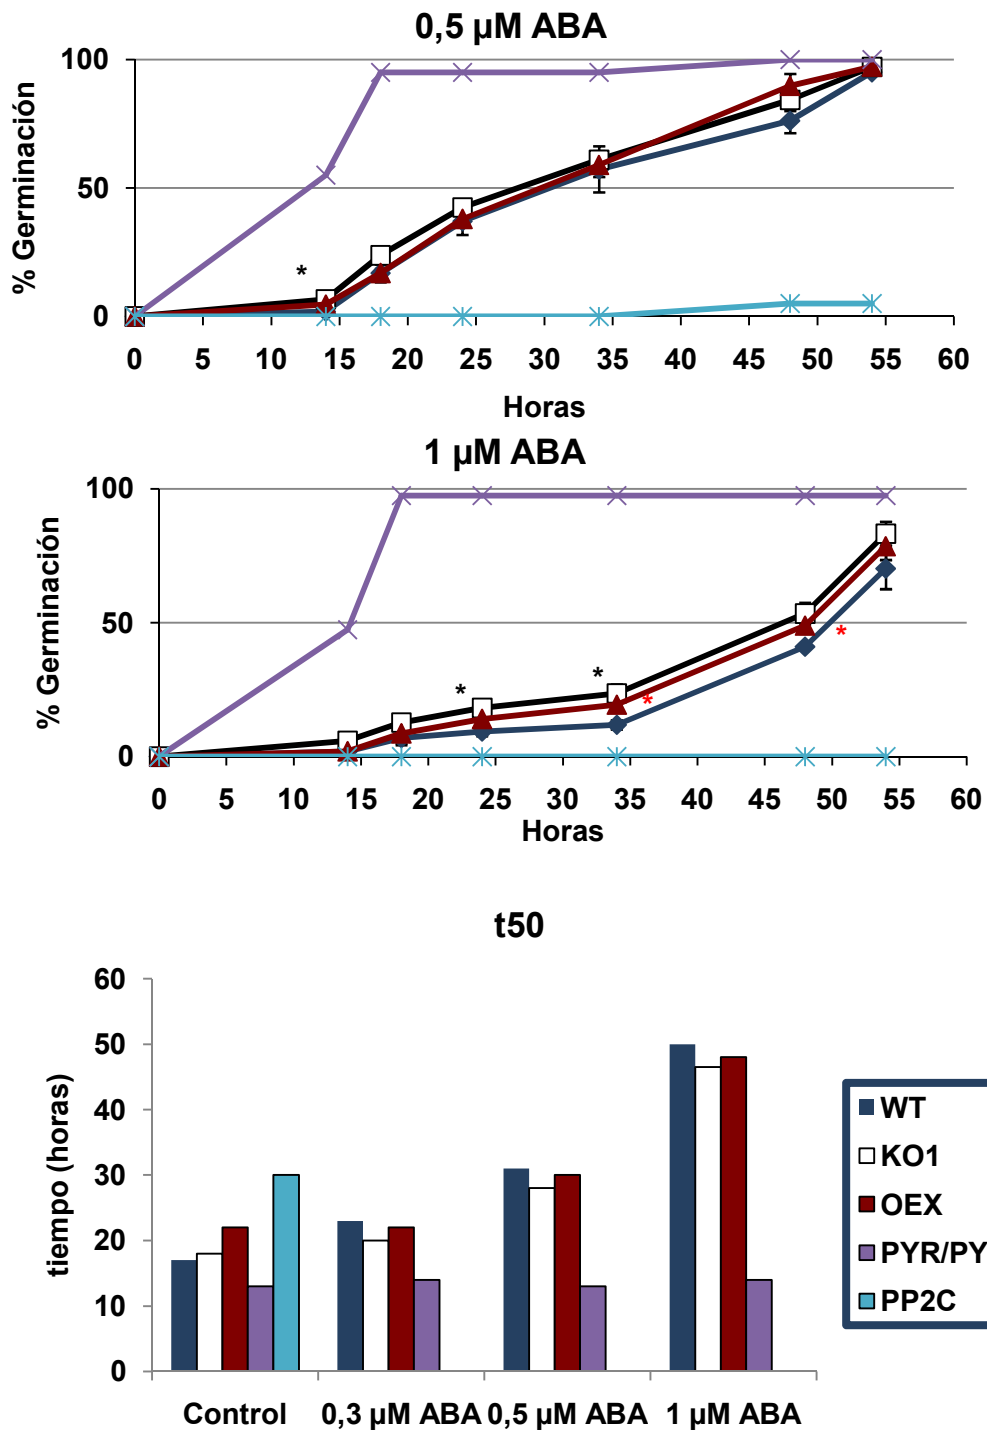 0,5 µM ABA
% Germinación
100
50
0
*
0 5 10 15 20 25 30 35 40 45 50 55 60
Horas
1 µM ABA
% Germinación
100
50
0
* * * *
0 5 10 15 20 25 30 35 40 45 50 55 60
Horas
t50
tiempo (horas)
60
50
40
30
20
10
0
Control 0,3 µM ABA 0,5 µM ABA 1 µM ABA
WT
KO1
OEX
PYR/PY
PP2C